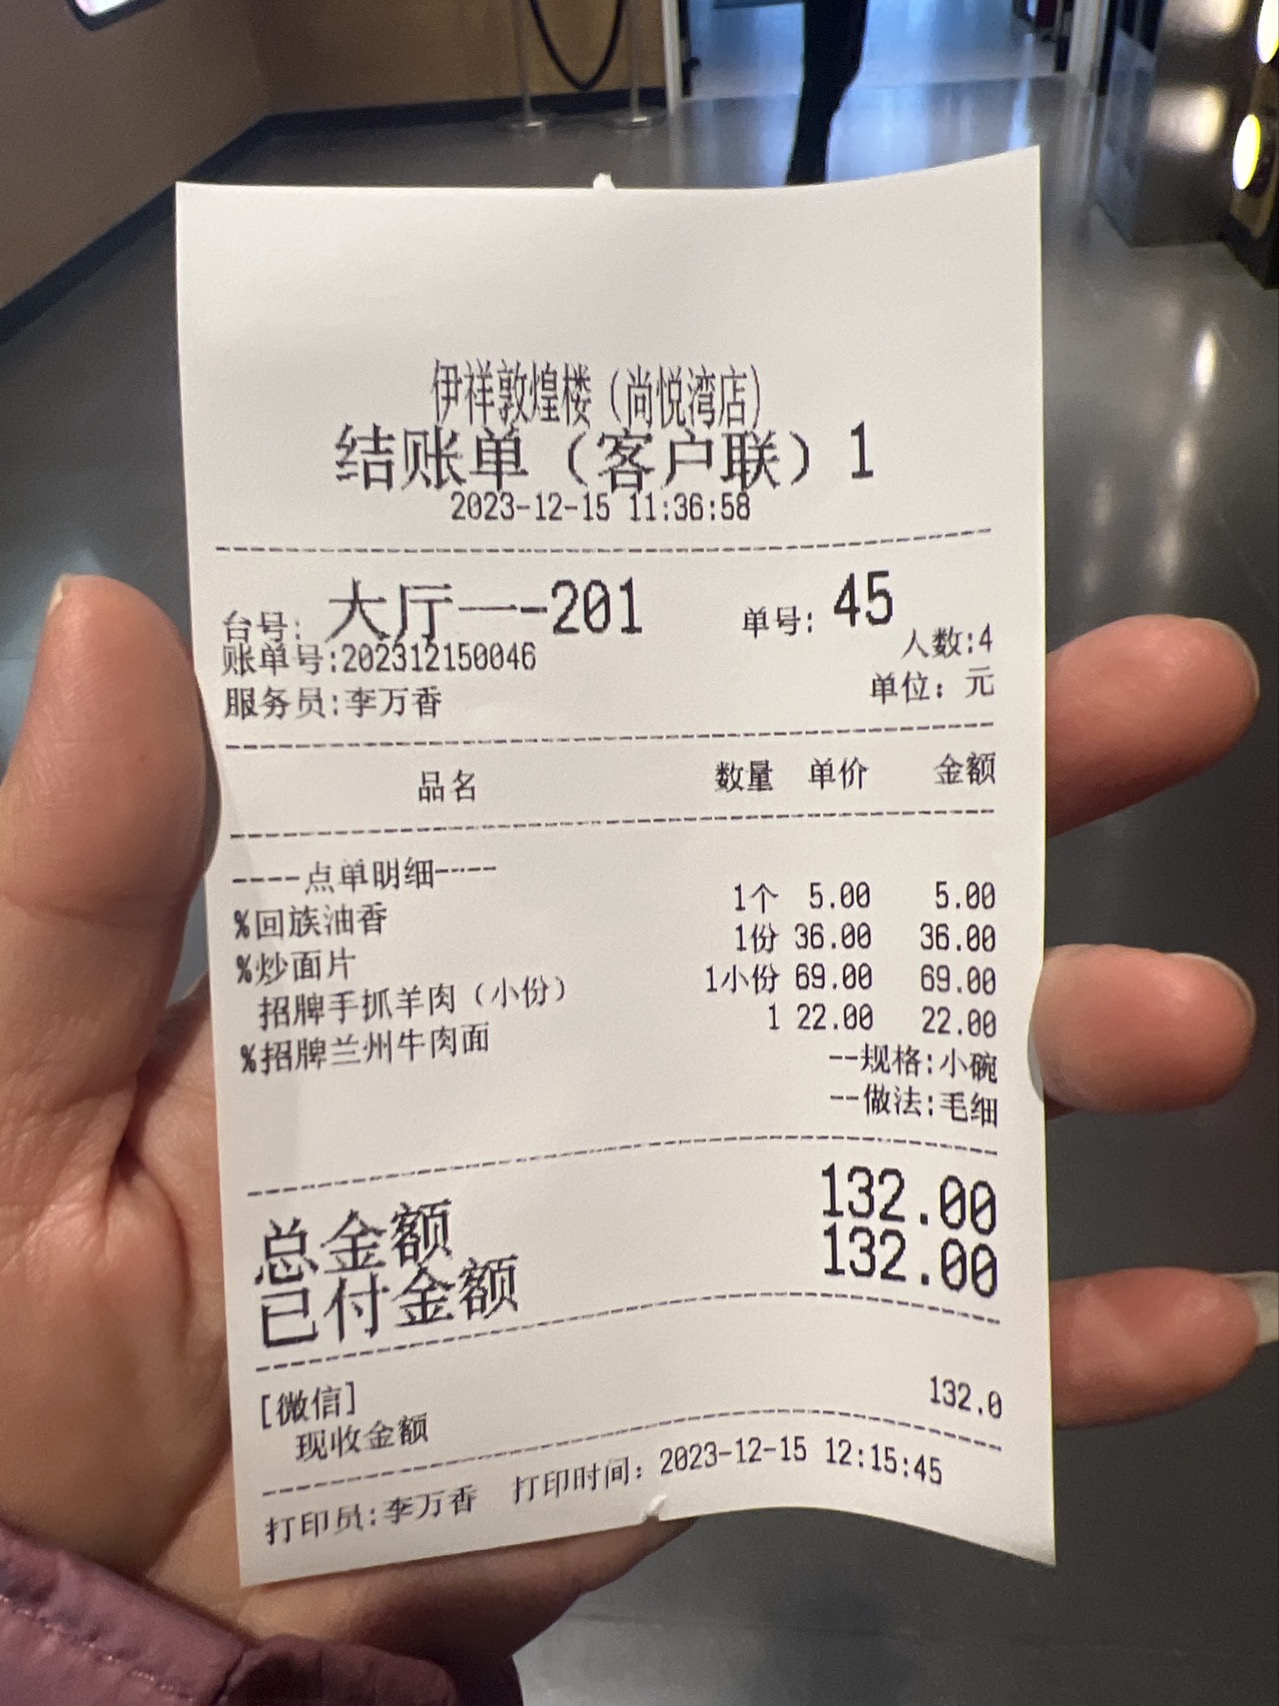 伊祥敦煌楼（尚悦湾店）
结账单（客户联）1
2023-12-15 11:36:58
台号: 大厅一--201 单号: 45
人数:4
账单号:202312150046
服务员:李万香 单位: 元
品名 数量 单价 金额
----点单明细----
%回族油香 1个 5.00 5.00
%炒面片 1份 36.00 36.00
招牌手抓羊肉（小份） 1小份 69.00 69.00
%招牌兰州牛肉面 1 22.00 22.00
--规格:小碗
--做法:毛细
总金额 132.00
已付金额 132.00
[微信]
现收金额 132.0
打印员:李万香 打印时间: 2023-12-15 12:15:45